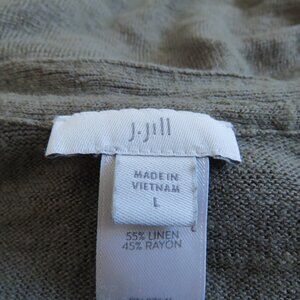 J.Jill
MADE IN
VIETNAM
L
55% LINEN
45% RAYON